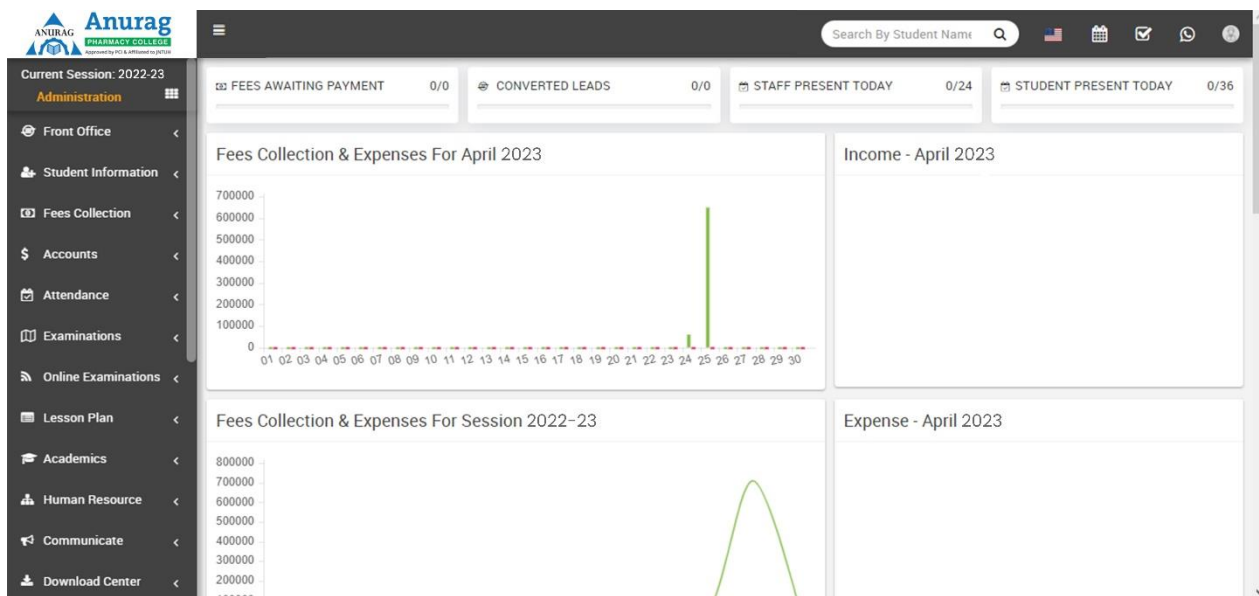 ANURAG
Anurag
PHARMACY COLLEGE
Approved by PCI & Affiliated to JNTUH
Search By Student Name
Current Session: 2022-23
Administration
Front Office
Student Information
Fees Collection
Accounts
Attendance
Examinations
Online Examinations
Lesson Plan
Academics
Human Resource
Communicate
Download Center
FEES AWAITING PAYMENT 0/0
CONVERTED LEADS 0/0
STAFF PRESENT TODAY 0/24
STUDENT PRESENT TODAY 0/36
Fees Collection & Expenses For April 2023
700000
600000
500000
400000
300000
200000
100000
0
01 02 03 04 05 06 07 08 09 10 11 12 13 14 15 16 17 18 19 20 21 22 23 24 25 26 27 28 29 30
Income - April 2023
Fees Collection & Expenses For Session 2022-23
800000
700000
600000
500000
400000
300000
200000
Expense - April 2023